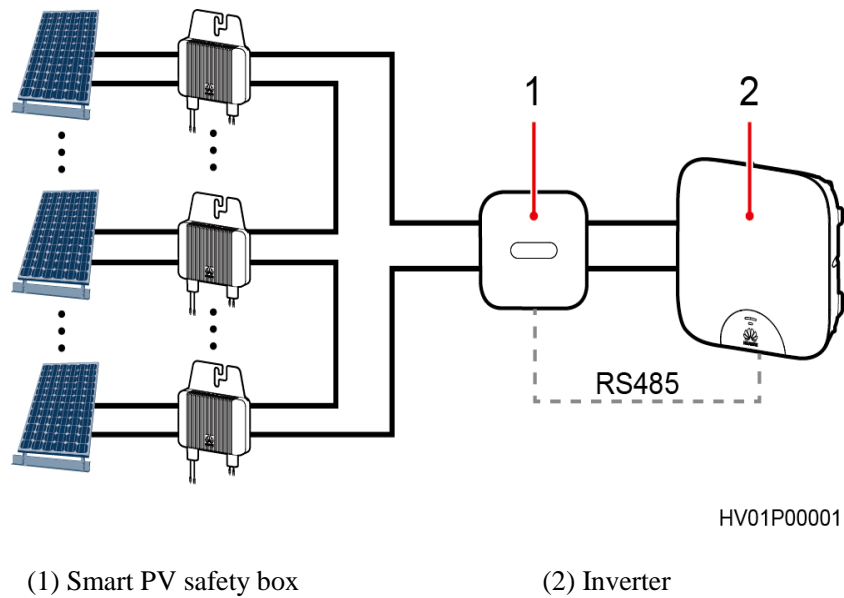 1 2
RS485
HV01P00001
(1) Smart PV safety box (2) Inverter